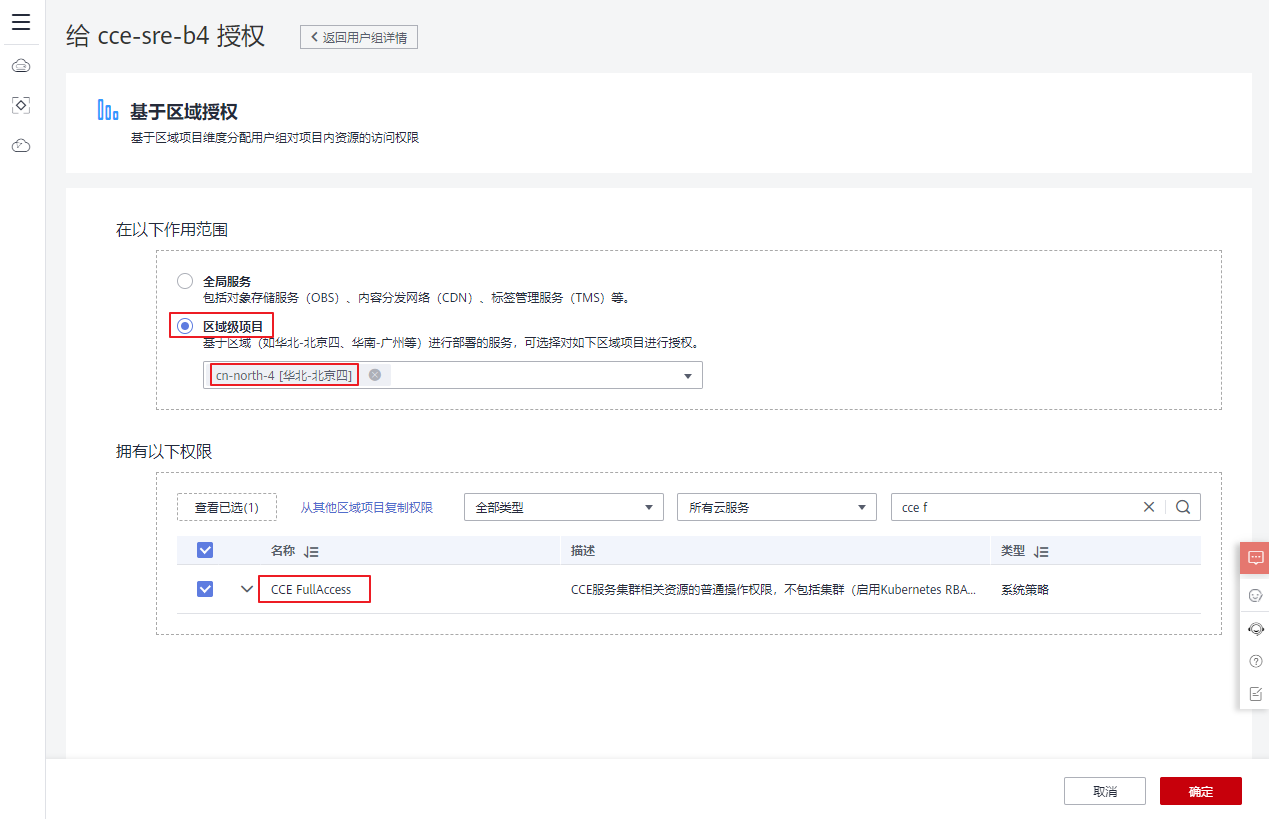 给 cce-sre-b4 授权
返回用户组详情
基于区域授权
基于区域项目维度分配用户组对项目内资源的访问权限
在以下作用范围
全局服务
包括对象存储服务（OBS）、内容分发网络（CDN）、标签管理服务（TMS）等。
区域级项目
基于区域（如华北-北京四、华南-广州等）进行部署的服务，可选择对如下区域项目进行授权。
cn-north-4 [华北-北京四]
拥有以下权限
查看已选(1) 从其他区域项目复制权限 全部类型 所有云服务 cce f
名称 描述 类型
CCE FullAccess CCE服务集群相关资源的普通操作权限，不包括集群（启用Kubernetes RBA... 系统策略
取消 确定